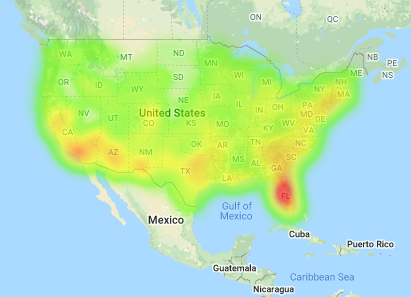 ON
QC
WA
MT
ND
MN
NB
PE
NS
ME
OR
ID
SD
WI
MI
NH
WY
NE
IA
MA
NV
UT
United States
IL
IN
OH
PA
MD
DE
CA
CO
KS
MO
WV
KY
VA
AZ
NM
OK
AR
TN
NC
MS
AL
SC
GA
TX
LA
FL
Gulf of
Mexico
Mexico
Cuba
Puerto Rico
Guatemala
Caribbean Sea
Nicaragua